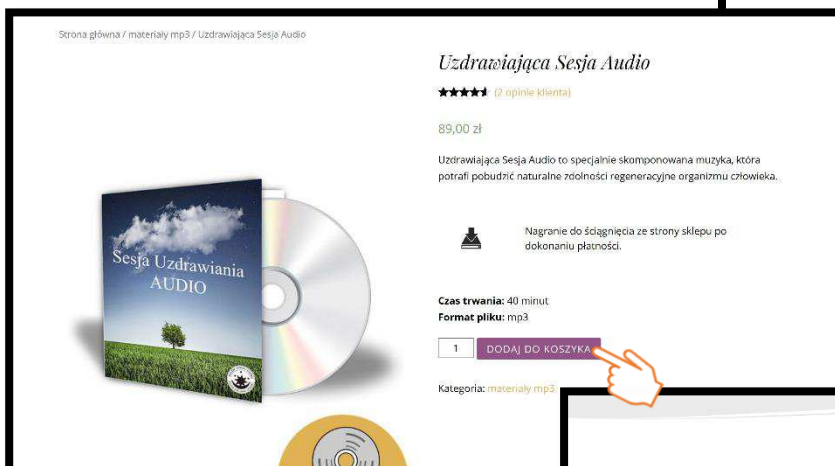 Strona główna / materiały mp3 / Uzdrawiająca Sesja Audio
Uzdrawiająca Sesja Audio
(2 opinie klienta)
89,00 zł
Uzdrawiająca Sesja Audio to specjalnie skomponowana muzyka, która
potrafi pobudzić naturalne zdolności regeneracyjne organizmu człowieka.
Sesja Uzdrawiania
AUDIO
Nagranie do ściągnięcia ze strony sklepu po
dokonaniu płatności.
Czas trwania: 40 minut
Format pliku: mp3
1 DODAJ DO KOSZYKA
Kategoria: materiały mp3